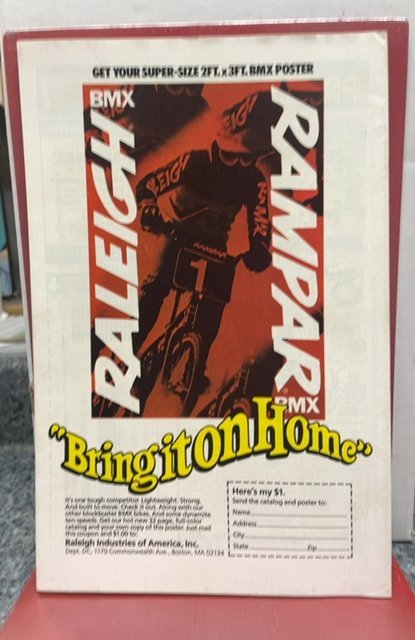 GET YOUR SUPER-SIZE 2FT. x 3FT. BMX POSTER
BMX
RALEIGH
RAMPAR
BMX
RALEIGH
RAMPAR
RAMPAR
1
"Bring it on Home"
It's one tough competitor. Lightweight. Strong.
And built to move. Check it out. Along with our
other blockbuster BMX bikes. And some dynamite
ten-speeds. Get our hot new 32 page, full-color
catalog and your own copy of this poster. Just mail
this coupon and $1.00 to:
Raleigh Industries of America, Inc.
Dept. DC, 1170 Commonwealth Ave., Boston, MA 02134
Here's my $1.
Send the catalog and poster to:
Name
Address
City
State Zip